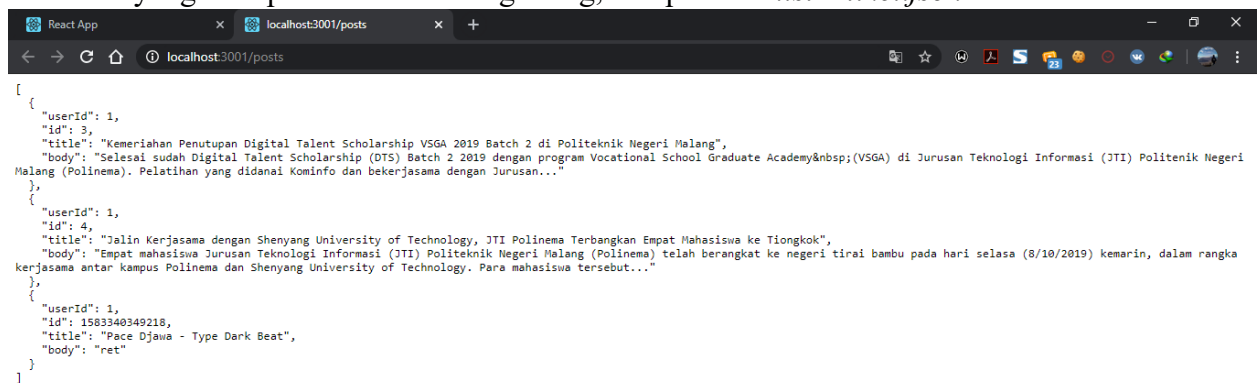 React App
localhost:3001/posts
localhost:3001/posts
23
[
{
"userId": 1,
"id": 3,
"title": "Kemeriahan Penutupan Digital Talent Scholarship VSGA 2019 Batch 2 di Politeknik Negeri Malang",
"body": "Selesai sudah Digital Talent Scholarship (DTS) Batch 2 2019 dengan program Vocational School Graduate Academy&nbsp;(VSGA) di Jurusan Teknologi Informasi (JTI) Politenik Negeri
Malang (Polinema). Pelatihan yang didanai Kominfo dan bekerjasama dengan Jurusan..."
},
{
"userId": 1,
"id": 4,
"title": "Jalin Kerjasama dengan Shenyang University of Technology, JTI Polinema Terbangkan Empat Mahasiswa ke Tiongkok",
"body": "Empat mahasiswa Jurusan Teknologi Informasi (JTI) Politeknik Negeri Malang (Polinema) telah berangkat ke negeri tirai bambu pada hari selasa (8/10/2019) kemarin, dalam rangka
kerjasama antar kampus Polinema dan Shenyang University of Technology. Para mahasiswa tersebut..."
},
{
"userId": 1,
"id": 1583340349218,
"title": "Pace Djawa - Type Dark Beat",
"body": "ret"
}
]